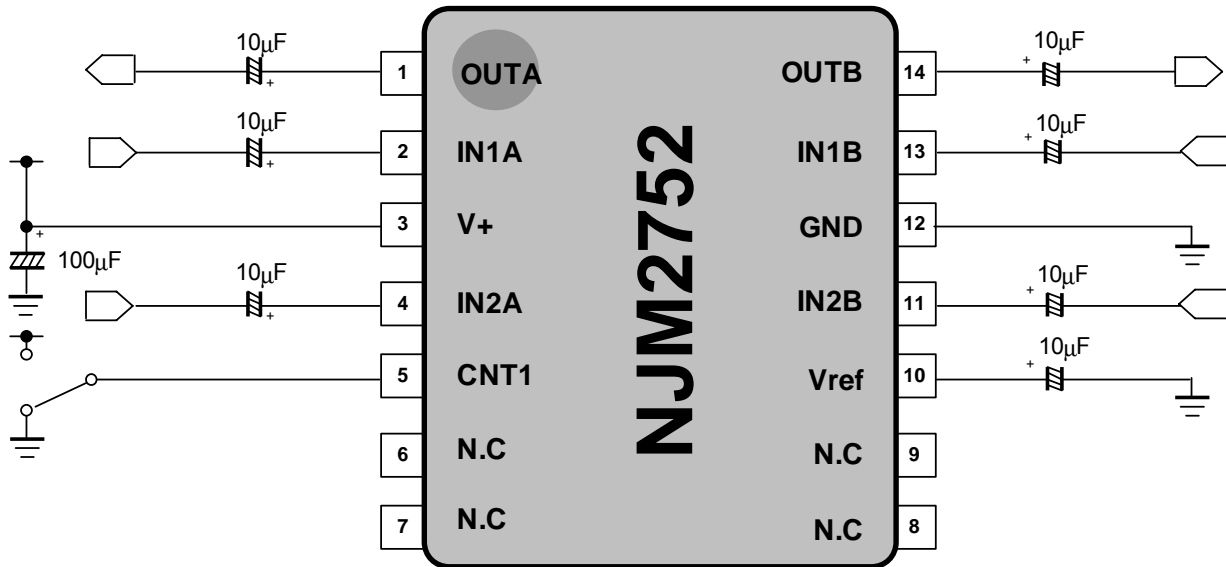 10µF
1 OUTA
OUTB 14
10µF
10µF
2 IN1A
IN1B 13
10µF
3 V+
GND 12
100µF
10µF
4 IN2A
IN2B 11
10µF
5 CNT1
Vref 10
10µF
6 N.C
N.C 9
7 N.C
N.C 8
NJM2752
+
+
+
+
+
+
+
+